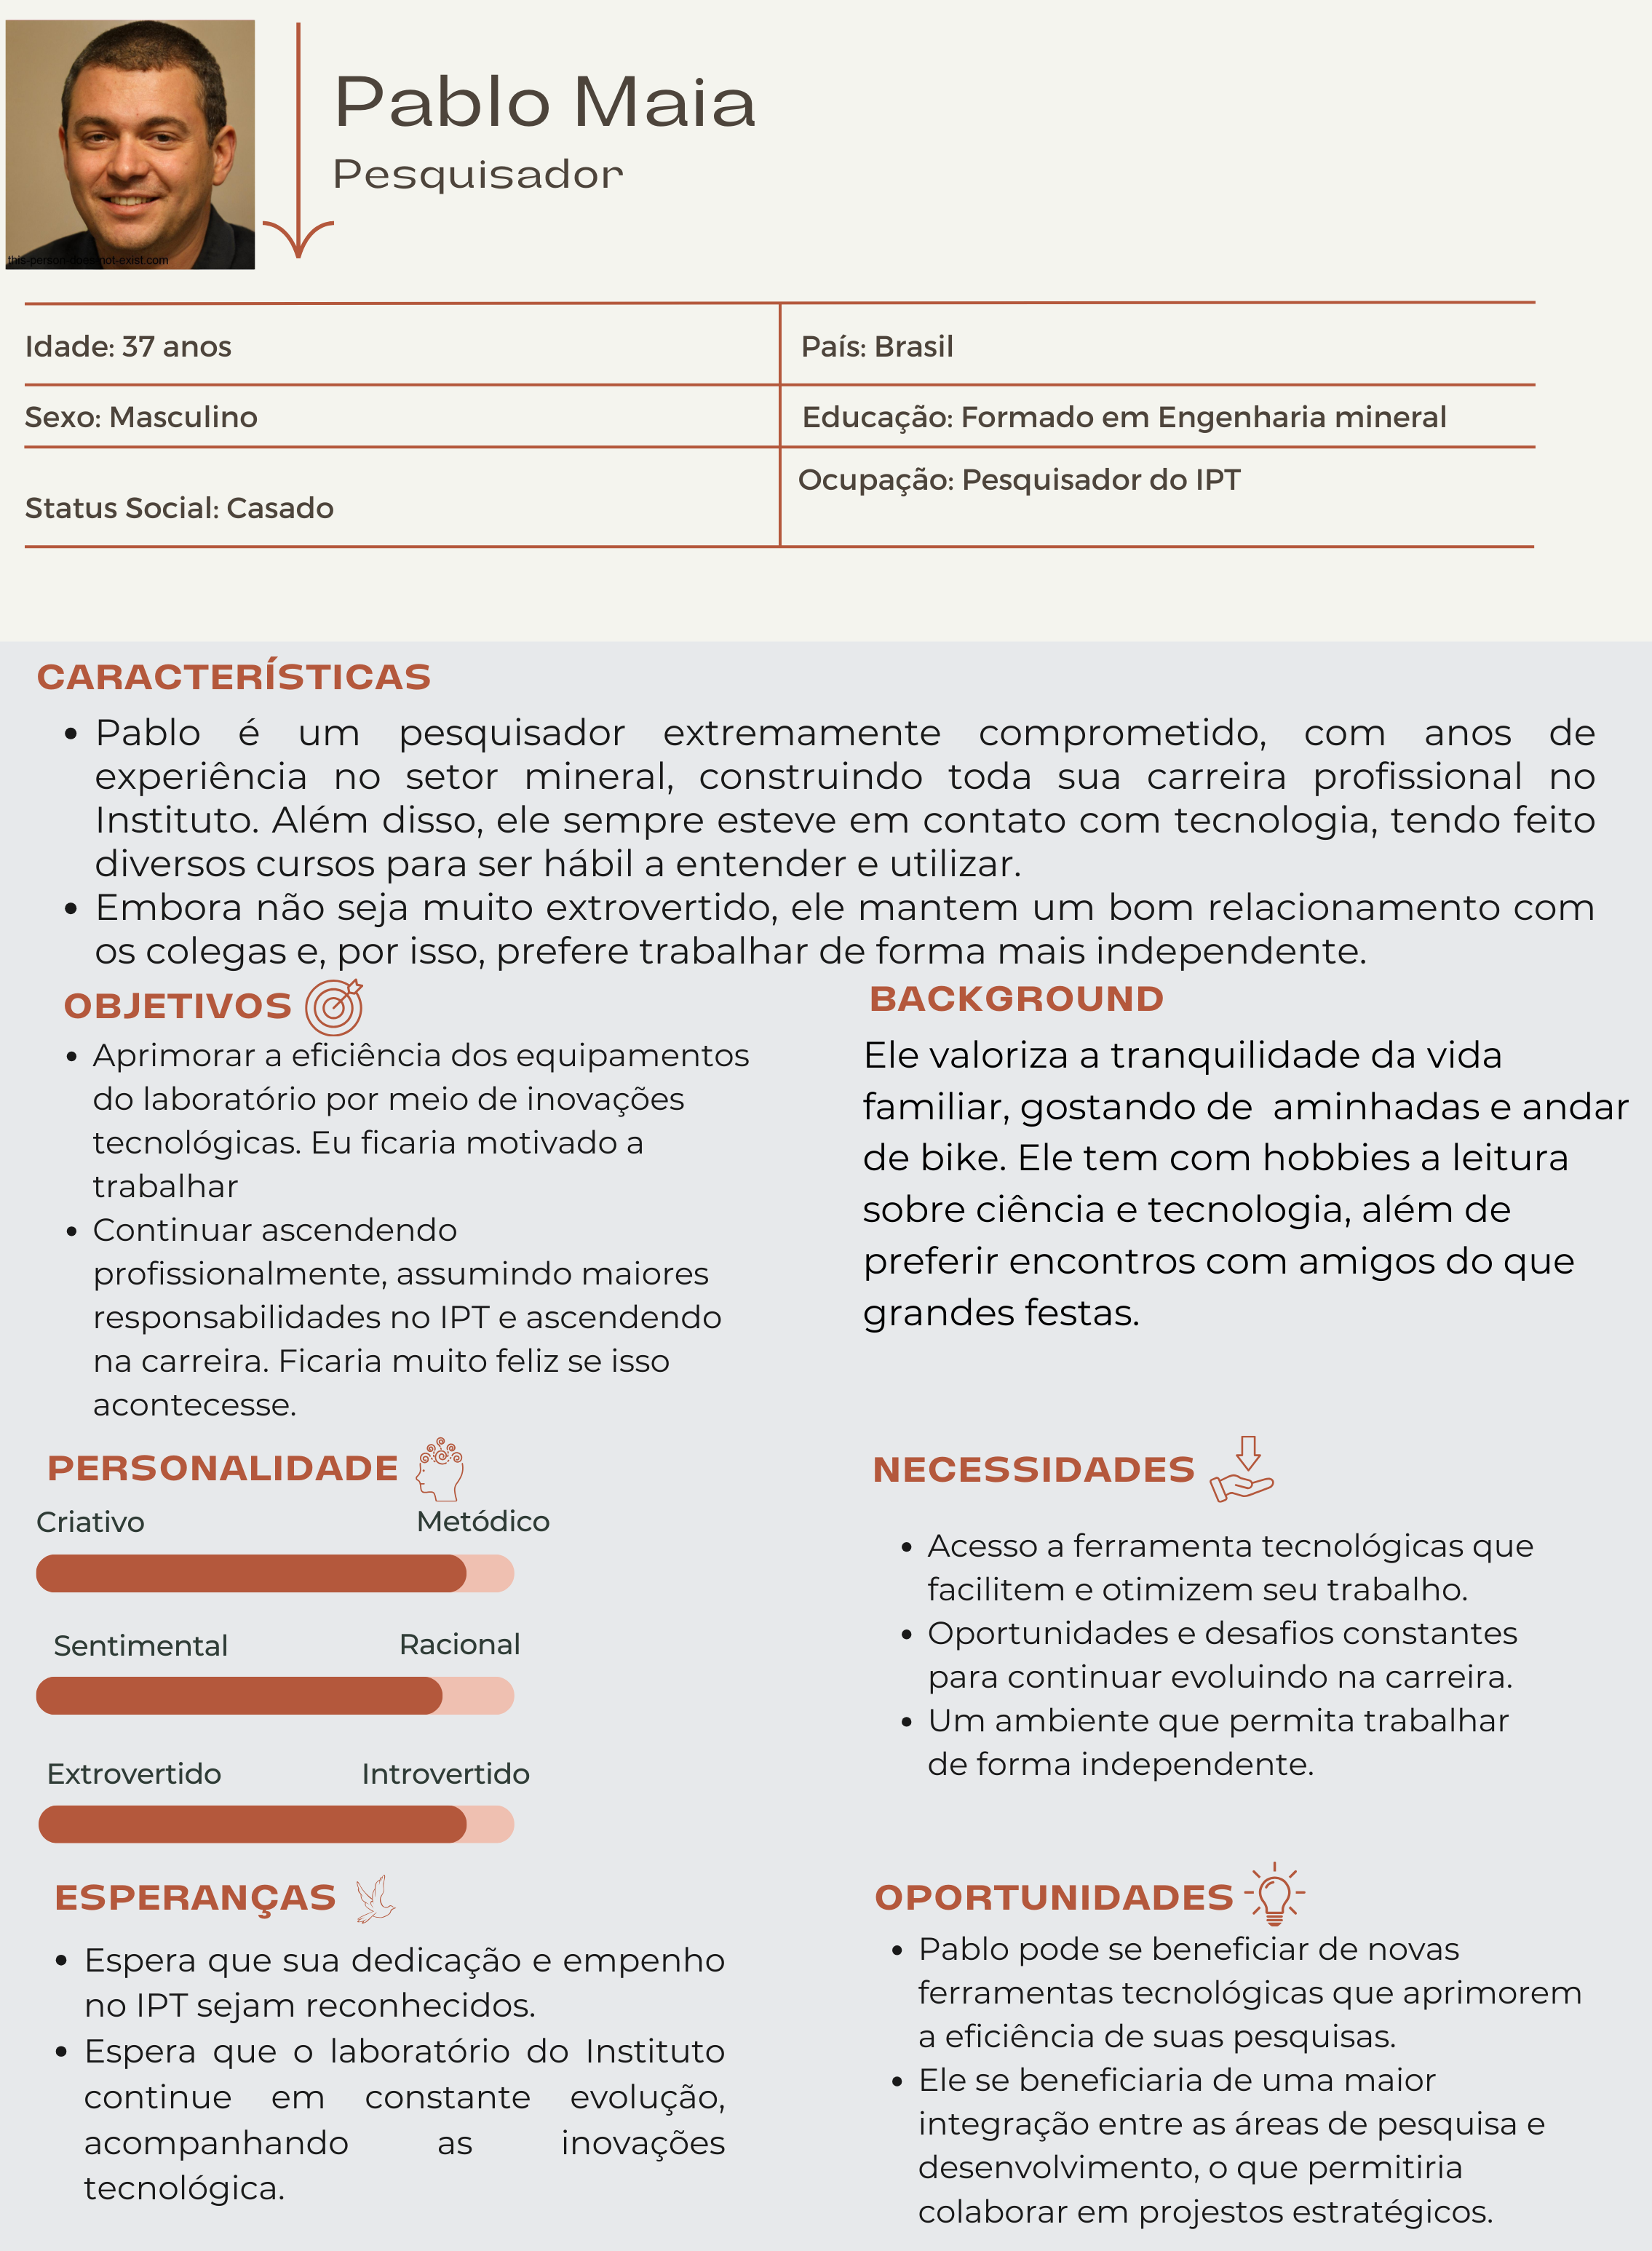 this-person-does-not-exist.com
Pablo Maia
Pesquisador
Idade: 37 anos
País: Brasil
Sexo: Masculino
Educação: Formado em Engenharia mineral
Status Social: Casado
Ocupação: Pesquisador do IPT
CARACTERÍSTICAS
• Pablo é um pesquisador extremamente comprometido, com anos de
experiência no setor mineral, construindo toda sua carreira profissional no
Instituto. Além disso, ele sempre esteve em contato com tecnologia, tendo feito
diversos cursos para ser hábil a entender e utilizar.
• Embora não seja muito extrovertido, ele mantem um bom relacionamento com
os colegas e, por isso, prefere trabalhar de forma mais independente.
OBJETIVOS
• Aprimorar a eficiência dos equipamentos
do laboratório por meio de inovações
tecnológicas. Eu ficaria motivado a
trabalhar
• Continuar ascendendo
profissionalmente, assumindo maiores
responsabilidades no IPT e ascendendo
na carreira. Ficaria muito feliz se isso
acontecesse.
BACKGROUND
Ele valoriza a tranquilidade da vida
familiar, gostando de  aminhadas e andar
de bike. Ele tem com hobbies a leitura
sobre ciência e tecnologia, além de
preferir encontros com amigos do que
grandes festas.
PERSONALIDADE
Criativo Metódico
Sentimental Racional
Extrovertido Introvertido
NECESSIDADES
• Acesso a ferramenta tecnológicas que
facilitem e otimizem seu trabalho.
• Oportunidades e desafios constantes
para continuar evoluindo na carreira.
• Um ambiente que permita trabalhar
de forma independente.
ESPERANÇAS
• Espera que sua dedicação e empenho
no IPT sejam reconhecidos.
• Espera que o laboratório do Instituto
continue em constante evolução,
acompanhando as inovações
tecnológica.
OPORTUNIDADES
• Pablo pode se beneficiar de novas
ferramentas tecnológicas que aprimorem
a eficiência de suas pesquisas.
• Ele se beneficiaria de uma maior
integração entre as áreas de pesquisa e
desenvolvimento, o que permitiria
colaborar em projestos estratégicos.